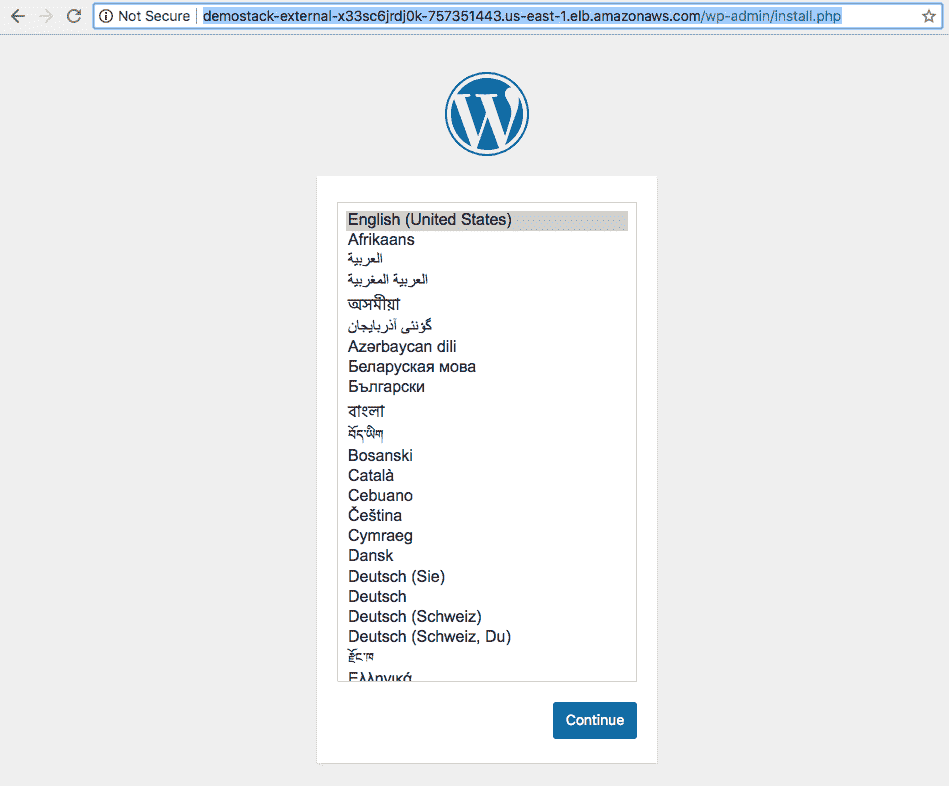 Not Secure demostack-external-x33sc6jrdj0k-757351443.us-east-1.elb.amazonaws.com/wp-admin/install.php
English (United States)
Afrikaans
العربية
العربية المغربية
অসমীয়া
گؤنئی آذربایجان
Azərbaycan dili
Беларуская мова
Български
বাংলা
བོད་ཡིག
Bosanski
Català
Cebuano
Čeština
Cymraeg
Dansk
Deutsch (Sie)
Deutsch
Deutsch (Schweiz)
Deutsch (Schweiz, Du)
རྫོང་ཁ
Ελληνικά
Continue